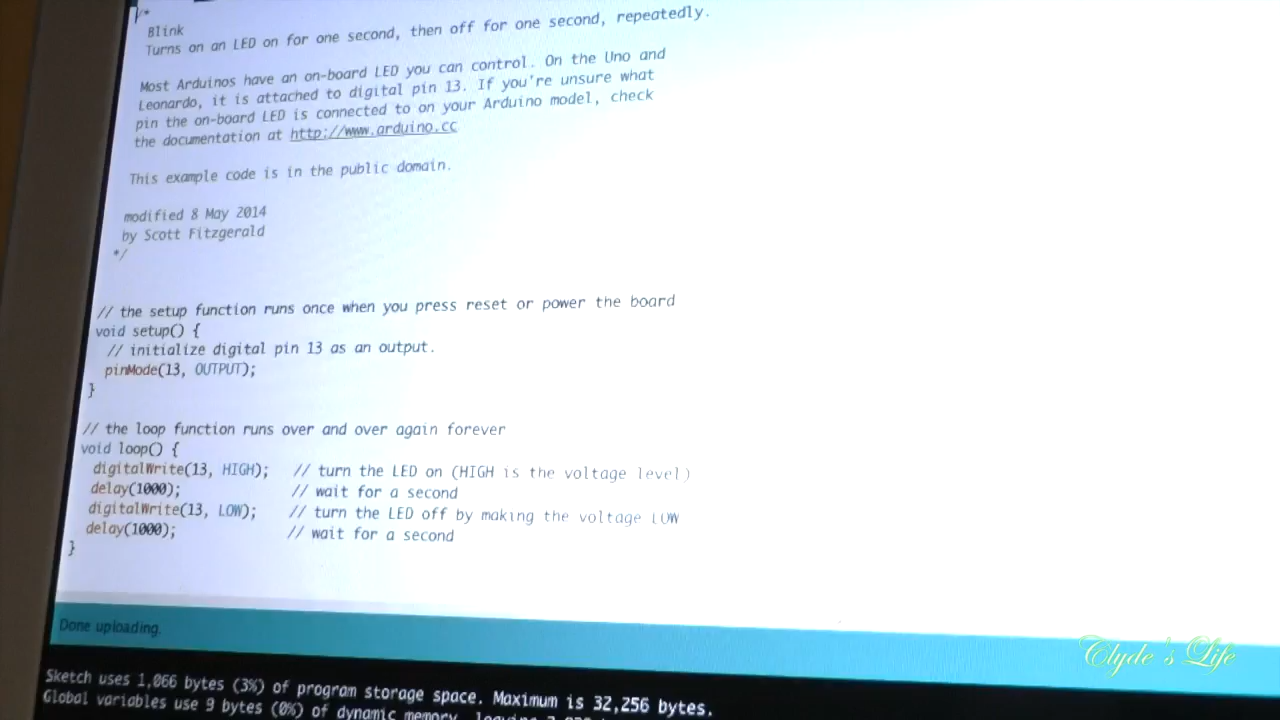 /*
Blink
Turns on an LED on for one second, then off for one second, repeatedly.
Most Arduinos have an on-board LED you can control. On the Uno and
Leonardo, it is attached to digital pin 13. If you're unsure what
pin the on-board LED is connected to on your Arduino model, check
the documentation at http://www.arduino.cc
This example code is in the public domain.
modified 8 May 2014
by Scott Fitzgerald
*/
// the setup function runs once when you press reset or power the board
void setup() {
// initialize digital pin 13 as an output.
pinMode(13, OUTPUT);
}
// the loop function runs over and over again forever
void loop() {
digitalWrite(13, HIGH); // turn the LED on (HIGH is the voltage level)
delay(1000); // wait for a second
digitalWrite(13, LOW); // turn the LED off by making the voltage LOW
delay(1000); // wait for a second
}
Done uploading.
Clyde's Life
Sketch uses 1,066 bytes (3%) of program storage space. Maximum is 32,256 bytes.
Global variables use 9 bytes (0%) of dynamic memory, leaving